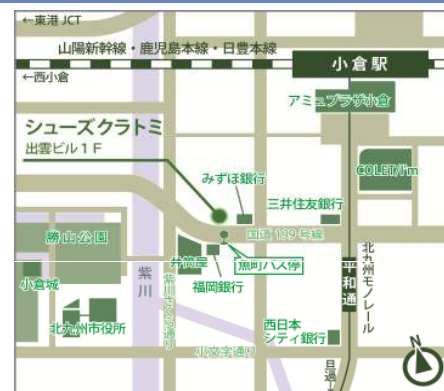 ←東港 JCT
山陽新幹線・鹿児島本線・日豊本線
小倉駅
←西小倉
アミュプラザ小倉
シューズクラトミ
出雲ビル1F
みずほ銀行
COLET/I'm
三井住友銀行
国道 199 号線
勝山公園
井筒屋
魚町バス停
福岡銀行
小倉城
紫川
紫川さくら通り
平和通
北九州モノレール
北九州市役所
西日本
シティ銀行
小文字通り
旦過
N